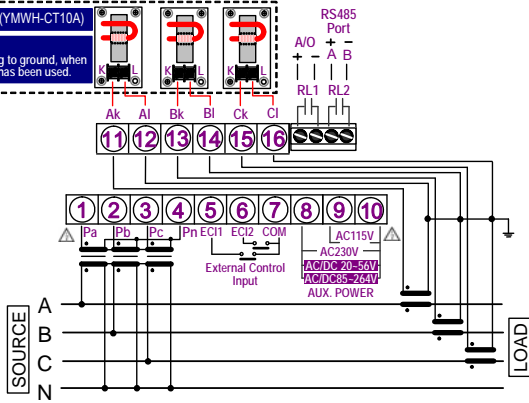 (YMWH-CT10A)
g to ground, when
has been used.
K L K L K L
RS485
Port
A/O
+ - A B
+ -
RL1 RL2
Ak Al Bk Bl Ck Cl
11 12 13 14 15 16
1 2 3 4 5 6 7 8 9 10
Pa Pb Pc Pn ECI1 ECI2 COM
AC115V
AC230V
External Control
Input
AC/DC 20~56V
AC/DC85~264V
AUX. POWER
SOURCE
A
B
C
N
LOAD